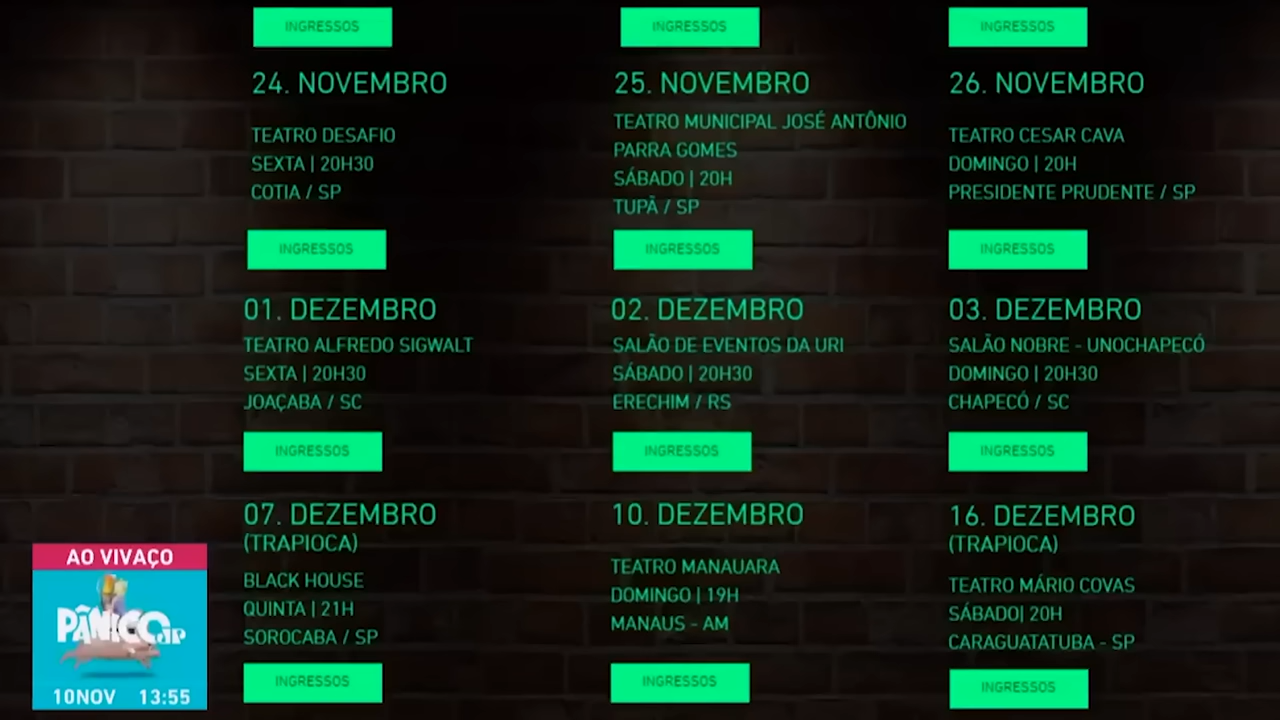 INGRESSOS
INGRESSOS
INGRESSOS
24. NOVEMBRO
TEATRO DESAFIO
SEXTA | 20H30
COTIA / SP
INGRESSOS
25. NOVEMBRO
TEATRO MUNICIPAL JOSÉ ANTÔNIO
PARRA GOMES
SÁBADO | 20H
TUPÃ / SP
INGRESSOS
26. NOVEMBRO
TEATRO CESAR CAVA
DOMINGO | 20H
PRESIDENTE PRUDENTE / SP
INGRESSOS
01. DEZEMBRO
TEATRO ALFREDO SIGWALT
SEXTA | 20H30
JOAÇABA / SC
INGRESSOS
02. DEZEMBRO
SALÃO DE EVENTOS DA URI
SÁBADO | 20H30
ERECHIM / RS
INGRESSOS
03. DEZEMBRO
SALÃO NOBRE - UNOCHAPECÓ
DOMINGO | 20H30
CHAPECÓ / SC
INGRESSOS
07. DEZEMBRO
(TRAPIOCA)
BLACK HOUSE
QUINTA | 21H
SOROCABA / SP
INGRESSOS
10. DEZEMBRO
TEATRO MANAUARA
DOMINGO | 19H
MANAUS - AM
INGRESSOS
16. DEZEMBRO
(TRAPIOCA)
TEATRO MÁRIO COVAS
SÁBADO| 20H
CARAGUATATUBA - SP
INGRESSOS
AO VIVAÇO
PÂNICO JP
10NOV 13:55